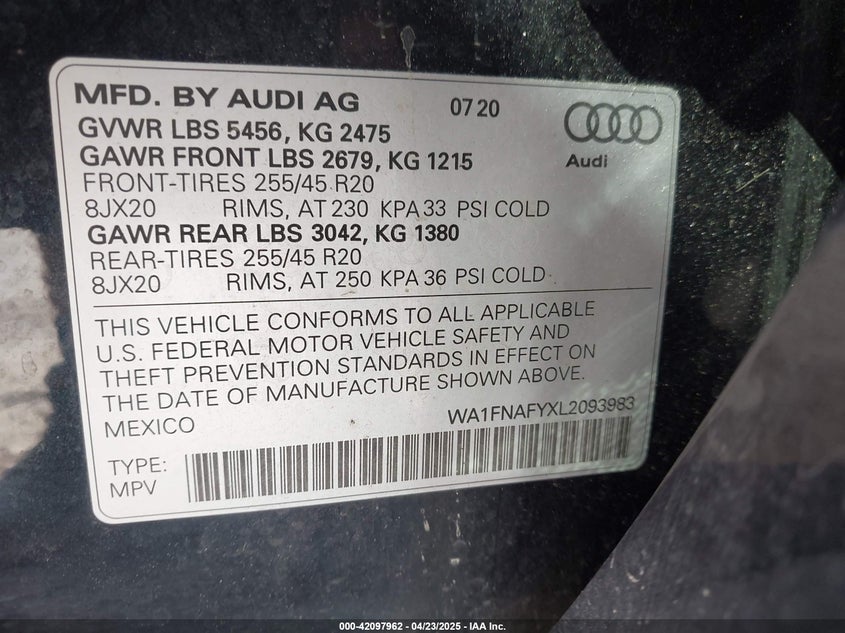 MFD. BY AUDI AG 07 20
Audi
GVWR LBS 5456, KG 2475
GAWR FRONT LBS 2679, KG 1215
FRONT-TIRES 255/45 R20
8JX20 RIMS, AT 230 KPA 33 PSI COLD
GAWR REAR LBS 3042, KG 1380
REAR-TIRES 255/45 R20
8JX20 RIMS, AT 250 KPA 36 PSI COLD
THIS VEHICLE CONFORMS TO ALL APPLICABLE
U.S. FEDERAL MOTOR VEHICLE SAFETY AND
THEFT PREVENTION STANDARDS IN EFFECT ON
THE DATE OF MANUFACTURE SHOWN ABOVE.
MEXICO WA1FNAFYXL2093983
TYPE:
MPV
000-42097962 - 04/23/2025 - IAA Inc.